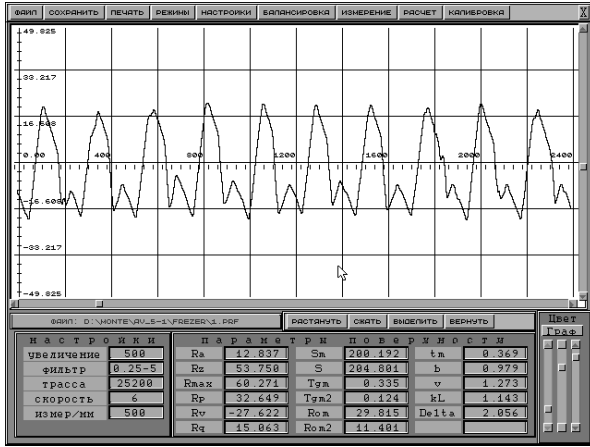 ФАЙЛ СОХРАНИТЬ ПЕЧАТЬ РЕЖИМЫ НАСТРОЙКИ БАЛАНСИРОВКА ИЗМЕРЕНИЕ РАСЧЕТ КАЛИБРОВКА X
49.825
33.217
16.608
0.00 400 800 1200 1600 2000 2400
-16.608
-33.217
-49.825
ФАЙЛ: D:\MONTE\AV_S-1\FREZER\1.PRF РАСТЯНУТЬ СЖАТЬ ВЫДЕЛИТЬ ВЕРНУТЬ
Цвет
Граф
настройки
увеличение 500
фильтр 0.25-5
трасса 25200
скорость 6
измер/мм 500
параметры поверхности
Ra 12.837 Sm 200.192 tm 0.369
Rz 53.750 S 204.801 b 0.979
Rmax 60.271 Tgm 0.335 v 1.273
Rp 32.649 Tgm2 0.124 kL 1.143
Rv -27.622 Rom 29.815 Delta 2.056
Rq 15.063 Rom2 11.401